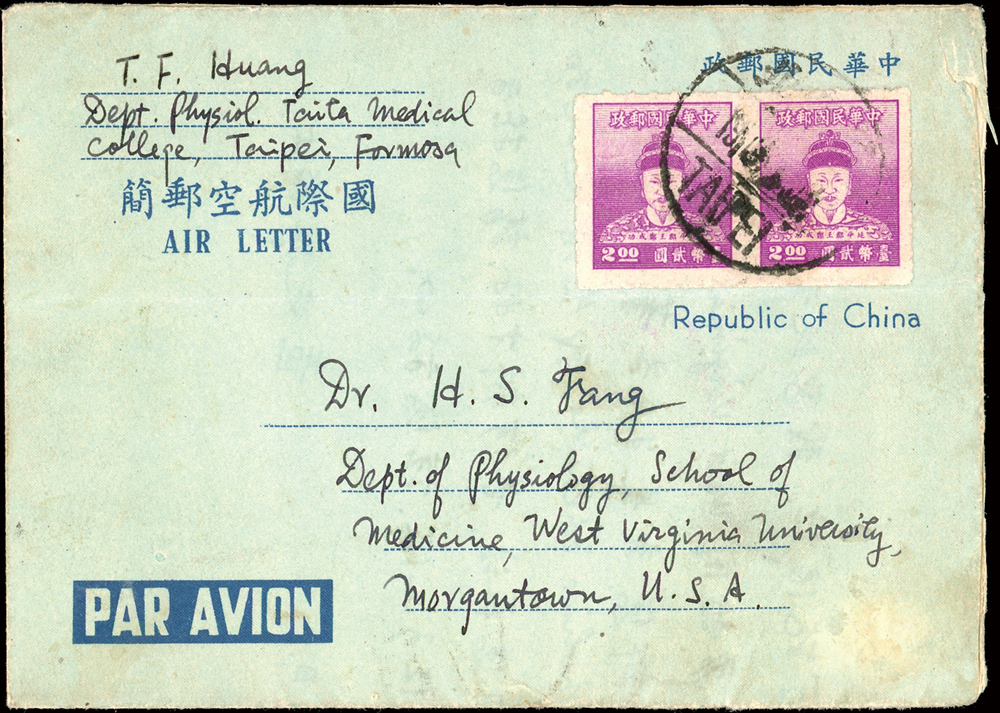 T. F. Huang
Dept. Physiol. Taita Medical
College, Taipei, Formosa
簡郵空航際國
AIR LETTER
政郵國民華中
政郵國民華中
政郵國民華中
2.00 圓貳幣
2.00 圓貳幣臺
TAIPEI
Republic of China
Dr. H. S. Fang
Dept. of Physiology, School of
Medicine, West Virginia University,
Morgantown, U. S. A.
PAR AVION